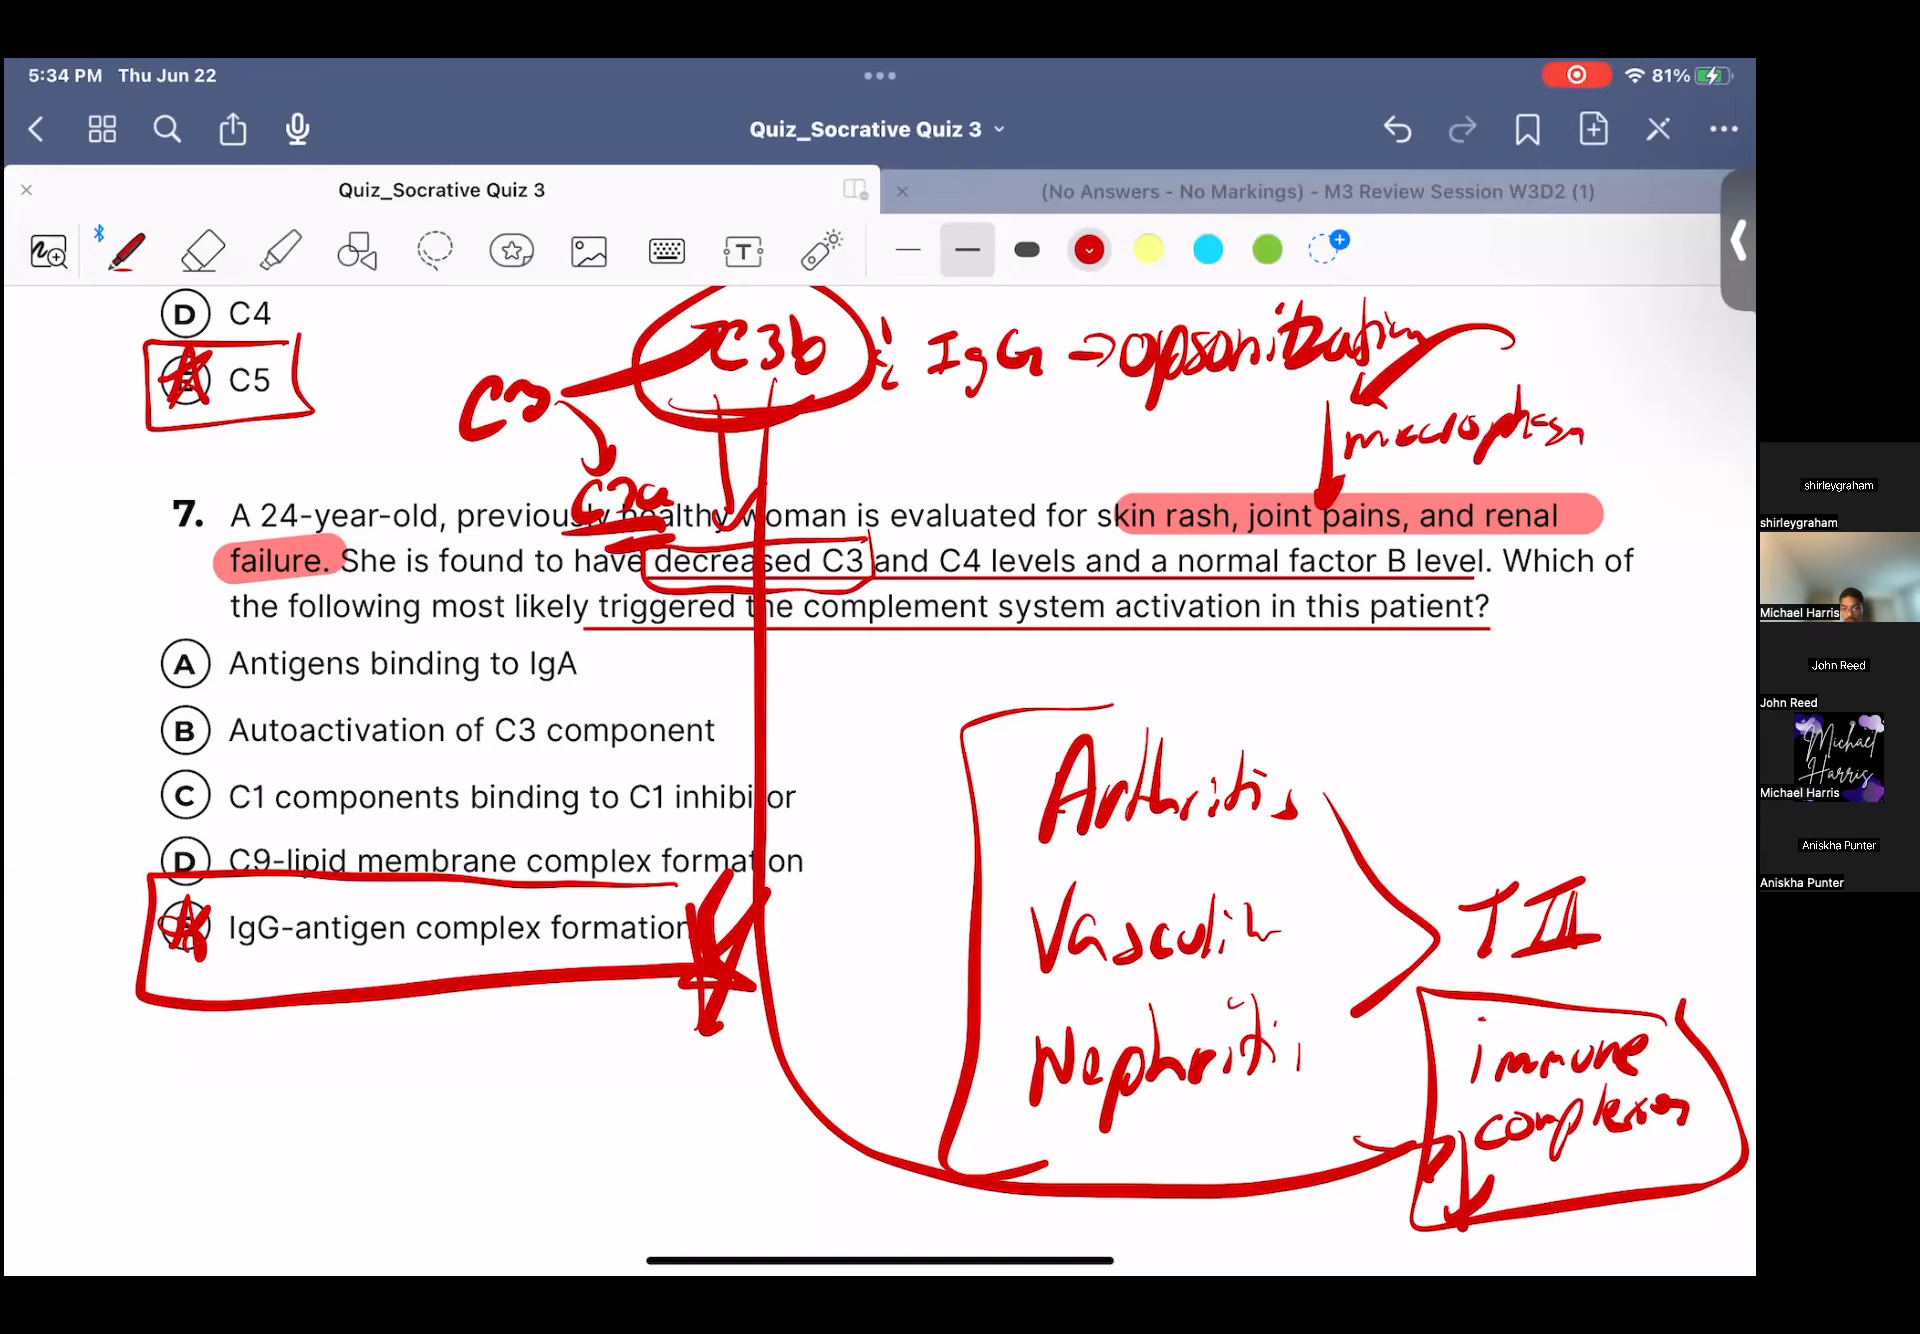 5:34 PM Thu Jun 22
81%
Quiz_Socrative Quiz 3
Quiz_Socrative Quiz 3
(No Answers - No Markings) - M3 Review Session W3D2 (1)
D C4
C5
C3b
IgG → opsonitization
C3
macrophage
C3a
7. A 24-year-old, previously healthy woman is evaluated for skin rash, joint pains, and renal
failure. She is found to have decreased C3 and C4 levels and a normal factor B level. Which of
the following most likely triggered the complement system activation in this patient?
A Antigens binding to IgA
B Autoactivation of C3 component
C C1 components binding to C1 inhibitor
D C9-lipid membrane complex formation
IgG-antigen complex formation
Arthritis
Vasculitis
Nephritis
T III
immune
complexes
shirleygraham
shirleygraham
Michael Harris
John Reed
John Reed
Michael
Harris
Michael Harris
Aniskha Punter
Aniskha Punter